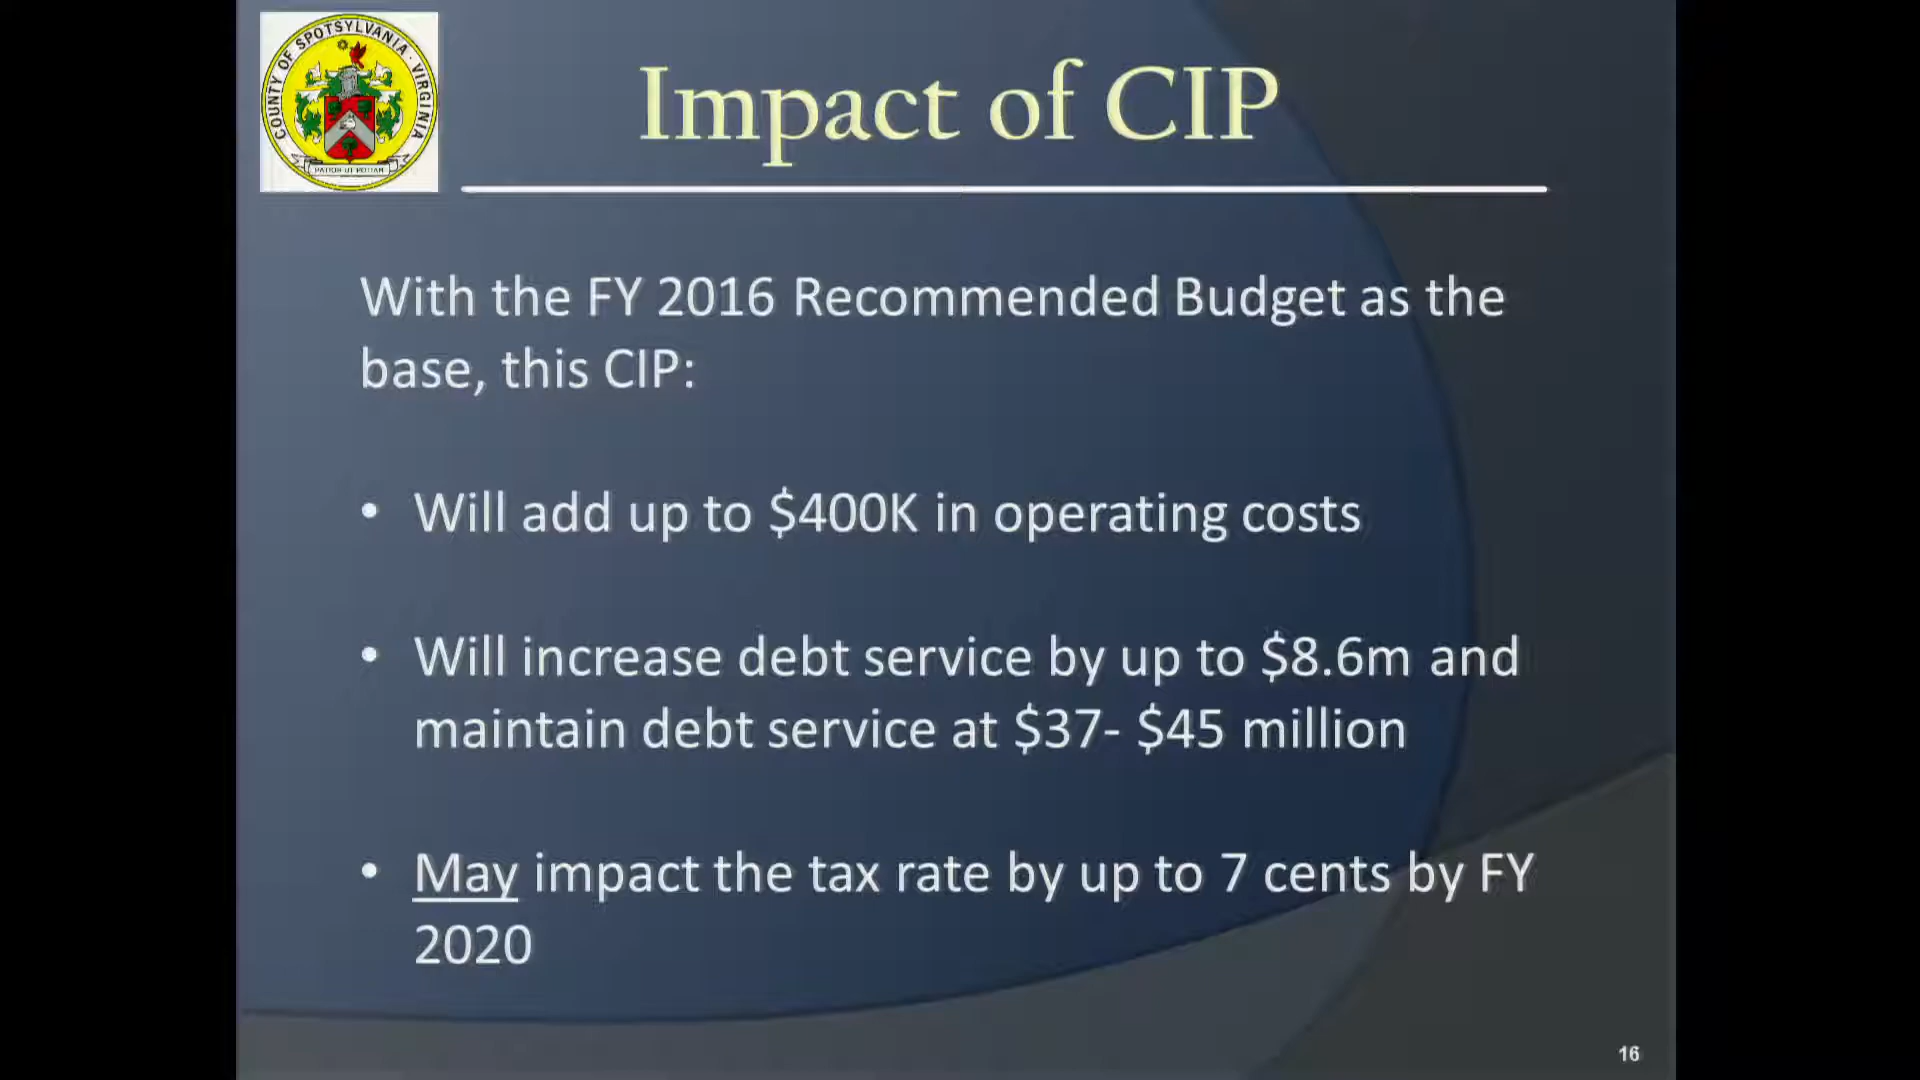 COUNTY OF SPOTSYLVANIA · VIRGINIA
PATIOR UT POTIAR
Impact of CIP
With the FY 2016 Recommended Budget as the
base, this CIP:
• Will add up to $400K in operating costs
• Will increase debt service by up to $8.6m and
maintain debt service at $37- $45 million
• May impact the tax rate by up to 7 cents by FY
2020
16